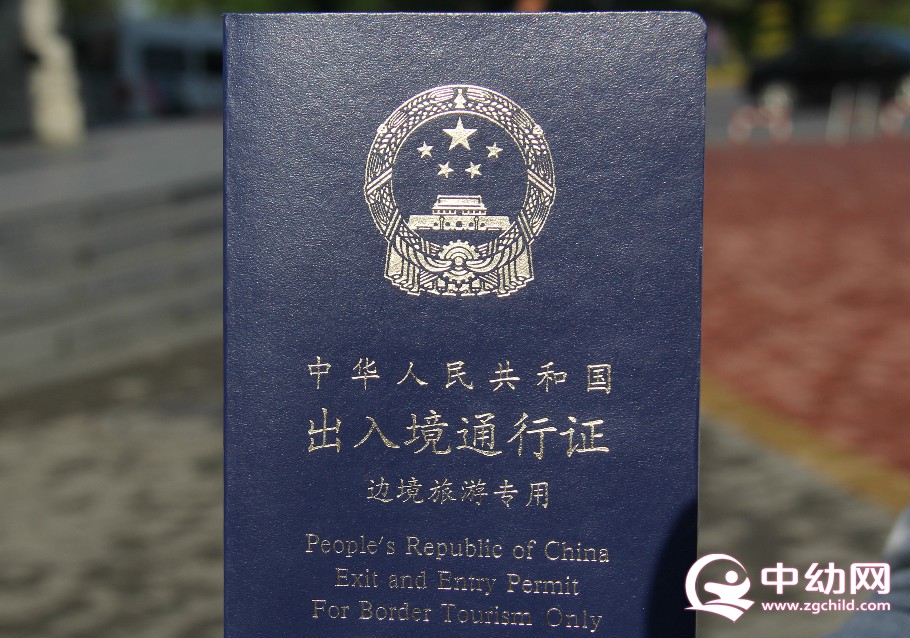 中华人民共和国
出入境通行证
边境旅游专用
People's Republic of China
Exit and Entry Permit
For Border Tourism Only
中幼网
www.zgchild.com